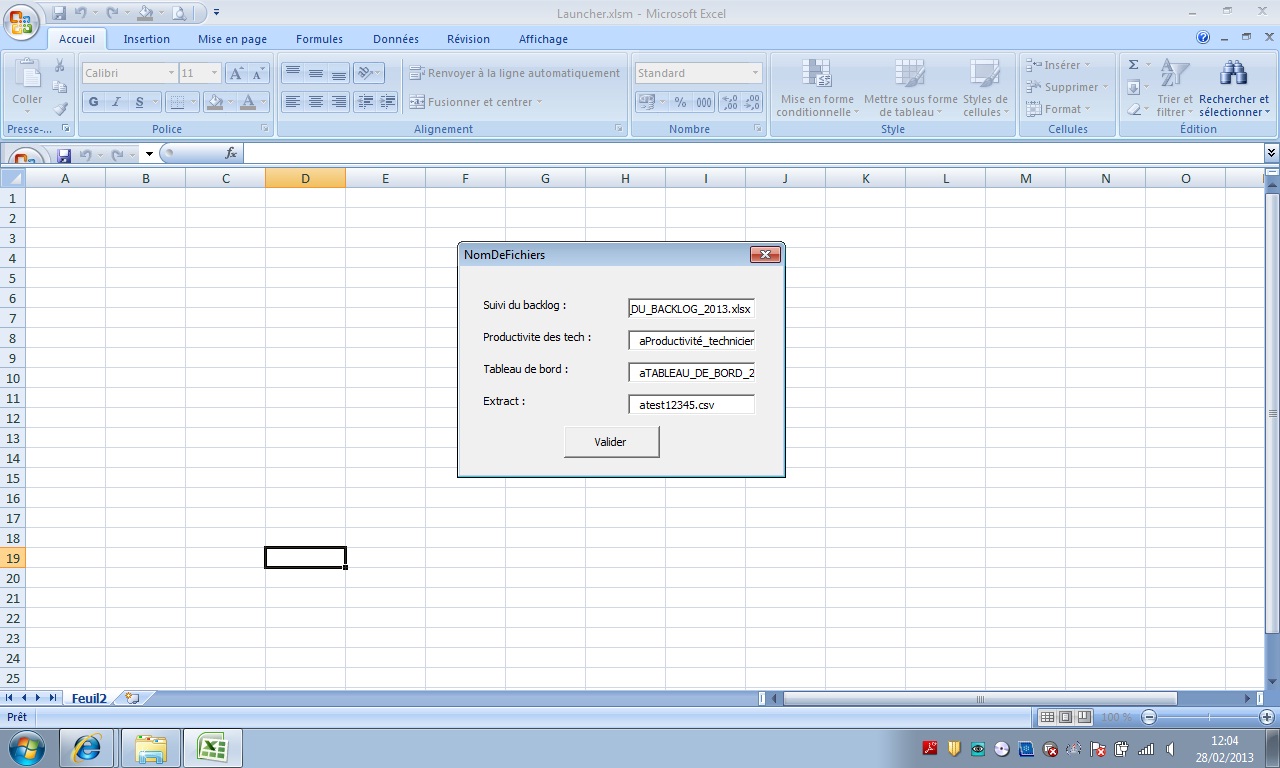 Launcher.xlsm - Microsoft Excel
Accueil Insertion Mise en page Formules Données Révision Affichage
Coller
Calibri 11
G I S
Renvoyer à la ligne automatiquement
Fusionner et centrer
Standard
% 000
Mise en forme conditionnelle
Mettre sous forme de tableau
Styles de cellules
Insérer
Supprimer
Format
Σ
Trier et filtrer
Rechercher et sélectionner
Presse-... Police Alignement Nombre Style Cellules Édition
fx
A B C D E F G H I J K L M N O
1
2
3
4
5
6
7
8
9
10
11
12
13
14
15
16
17
18
19
20
21
22
23
24
25
NomDeFichiers
Suivi du backlog : _DU_BACKLOG_2013.xlsx
Productivite des tech : aProductivité_technicien
Tableau de bord : aTABLEAU_DE_BORD_2
Extract : atest12345.csv
Valider
Feuil2
Prêt 100 %
12:04
28/02/2013